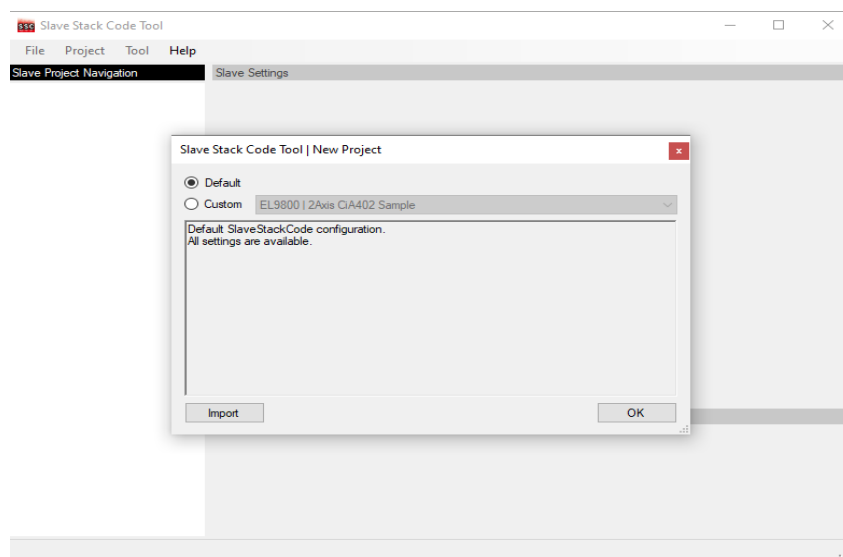 ssc Slave Stack Code Tool
File Project Tool Help
Slave Project Navigation Slave Settings
Slave Stack Code Tool | New Project
x
Default
Custom EL9800 | 2Axis CiA402 Sample
Default SlaveStackCode configuration.
All settings are available.
Import OK